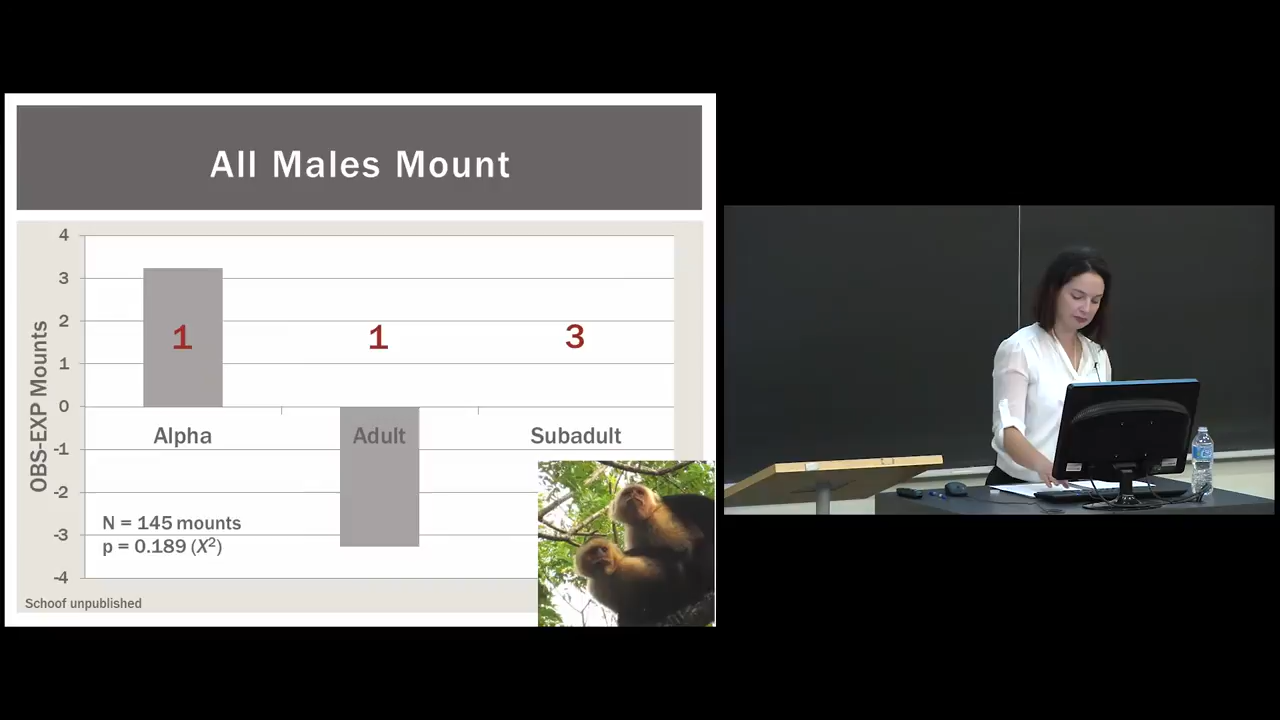 All Males Mount
4
3
2
1
0
-1
-2
-3
-4
OBS-EXP Mounts
1
1
3
Alpha
Adult
Subadult
N = 145 mounts
p = 0.189 (X²)
Schoof unpublished